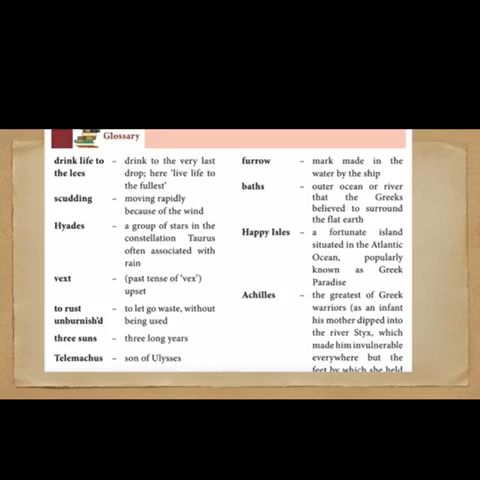 Glossary
drink life to – drink to the very last
the lees drop; here 'live life to
the fullest'
scudding – moving rapidly
because of the wind
Hyades – a group of stars in the
constellation Taurus
often associated with
rain
vext – (past tense of 'vex')
upset
to rust – to let go waste, without
unburnish'd being used
three suns – three long years
Telemachus – son of Ulysses
furrow – mark made in the
water by the ship
baths – outer ocean or river
that the Greeks
believed to surround
the flat earth
Happy Isles – a fortunate island
situated in the Atlantic
Ocean, popularly
known as Greek
Paradise
Achilles – the greatest of Greek
warriors (as an infant
his mother dipped into
the river Styx, which
made him invulnerable
everywhere but the
feet by which she held